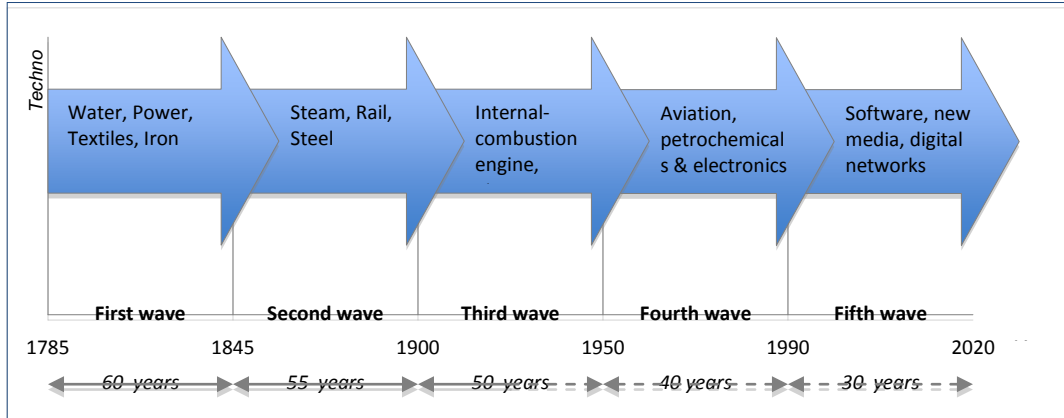 Techno
Water, Power,
Textiles, Iron
Steam, Rail,
Steel
Internal-
combustion
engine,
Aviation,
petrochemical
s & electronics
Software, new
media, digital
networks
First wave
Second wave
Third wave
Fourth wave
Fifth wave
1785
1845
1900
1950
1990
2020
60 years
55 years
50 years
40 years
30 years